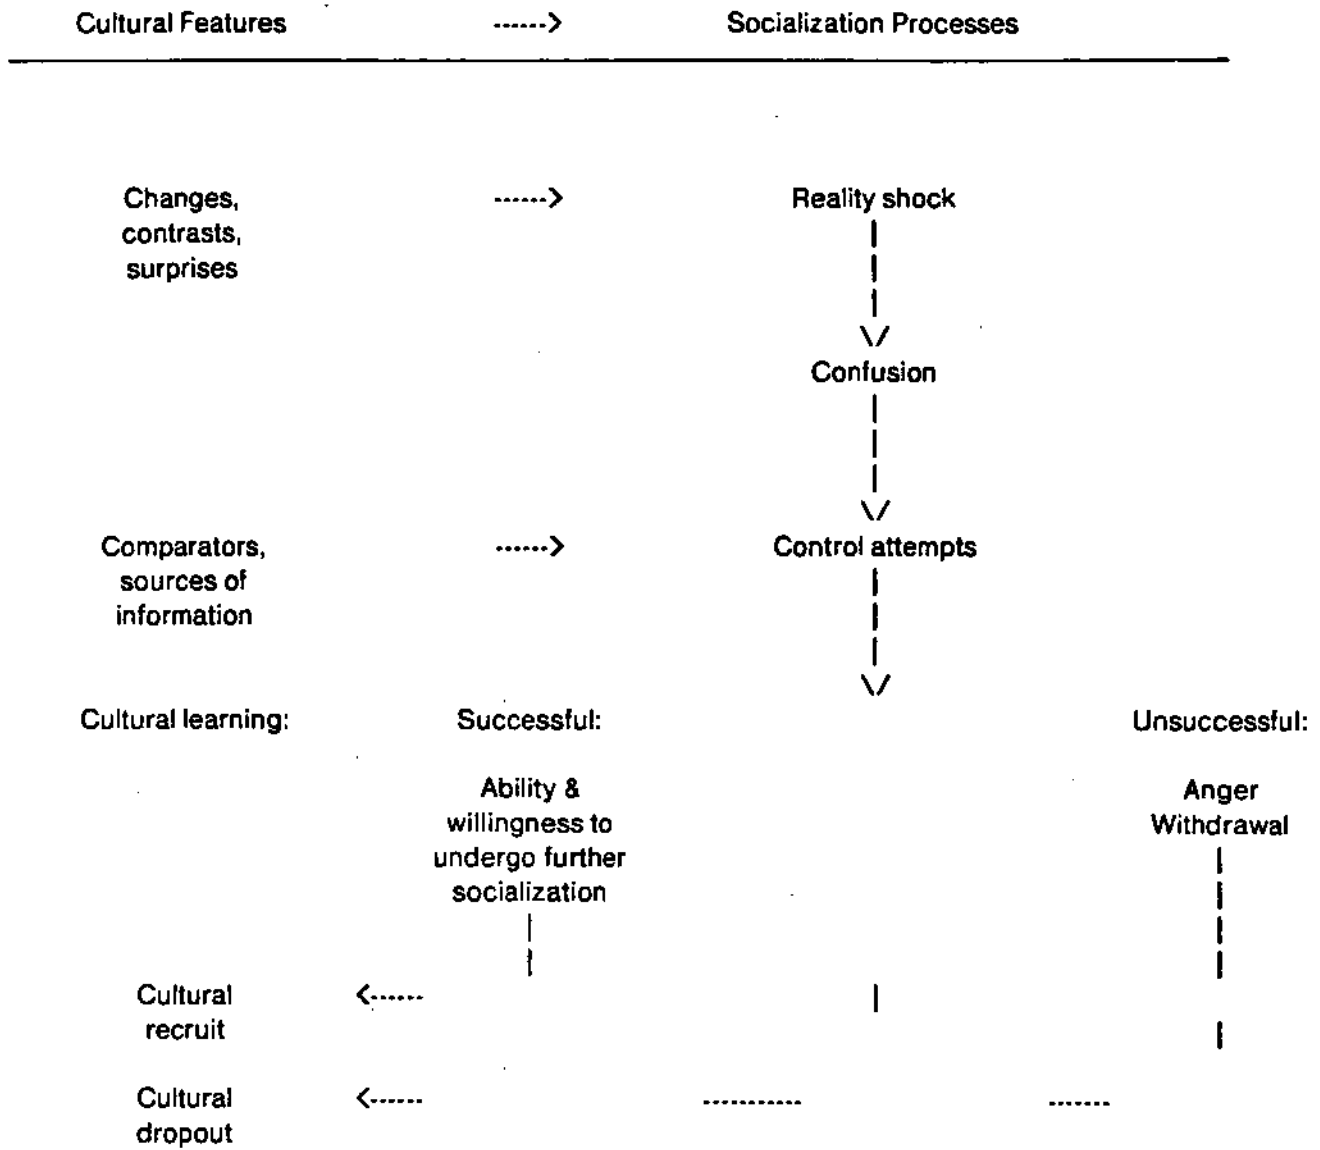 Cultural Features ------> Socialization Processes
Changes, ------> Reality shock
contrasts,
surprises
Confusion
Comparators, ------> Control attempts
sources of
information
Cultural learning: Successful: Unsuccessful:
Ability & Anger
willingness to Withdrawal
undergo further
socialization
Cultural <------
recruit
Cultural <------ --------- ------
dropout